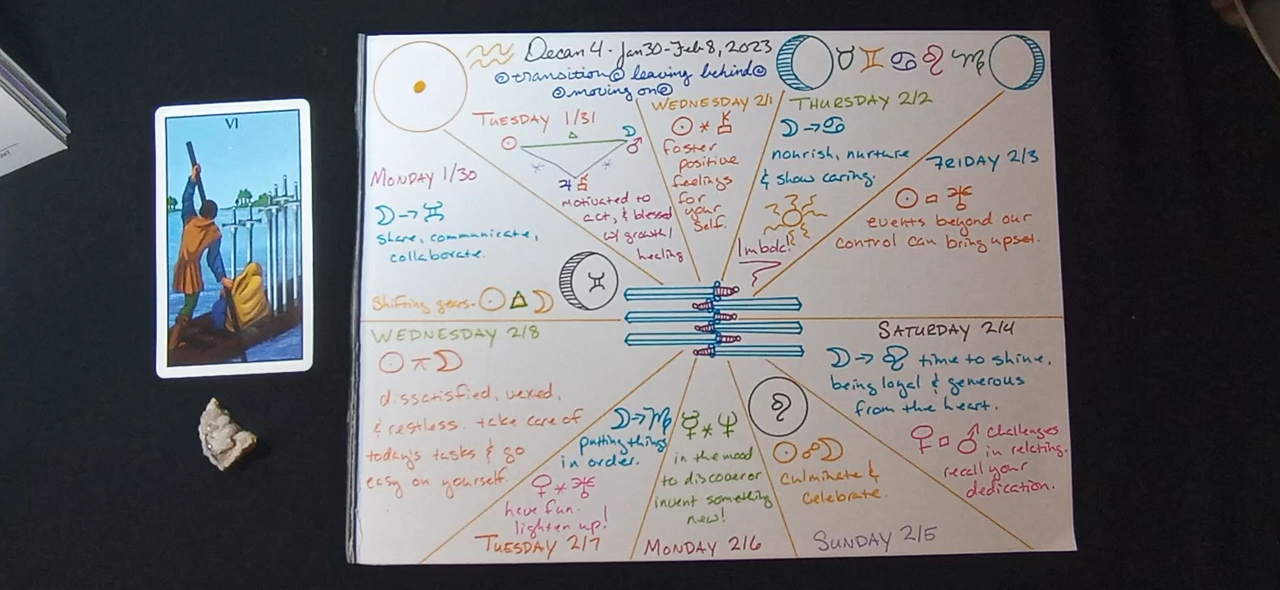 VI
♒ Decan 4 · Jan 30 - Feb 8, 2023
transition leaving behind
moving on
♉ ♊ ♋ ♌ ♍
MONDAY 1/30
☽→♊
share, communicate,
collaborate.
Shifting gears. ☉△☽
♊
TUESDAY 1/31
☉ △ ☽
♂
⚹ ⚹
♃ ⚷
motivated to
act, & blessed
w/ growth/
healing
WEDNESDAY 2/1
☉ ⚹ ⚷
foster
positive
feelings
for
your
self.
THURSDAY 2/2
☽→♋
nourish, nurture
& show caring.
Imbolc!
FRIDAY 2/3
☉ □ ♅
events beyond our
control can bring upset.
SATURDAY 2/4
☽→♌ time to shine,
being loyal & generous
from the heart.
♀ □ ♂ challenges
in relating.
recall your
dedication.
♌
☉☍☽
culminate &
celebrate.
SUNDAY 2/5
☿ ⚹ ♆
in the mood
to discover or
invent something
new!
MONDAY 2/6
☽→♍
putting things
in order.
♀ ⚹ ♅
have fun.
lighten up!
TUESDAY 2/7
WEDNESDAY 2/8
☉ ⚻ ☽
dissatisfied, vexed,
& restless. take care of
today's tasks & go
easy on yourself.